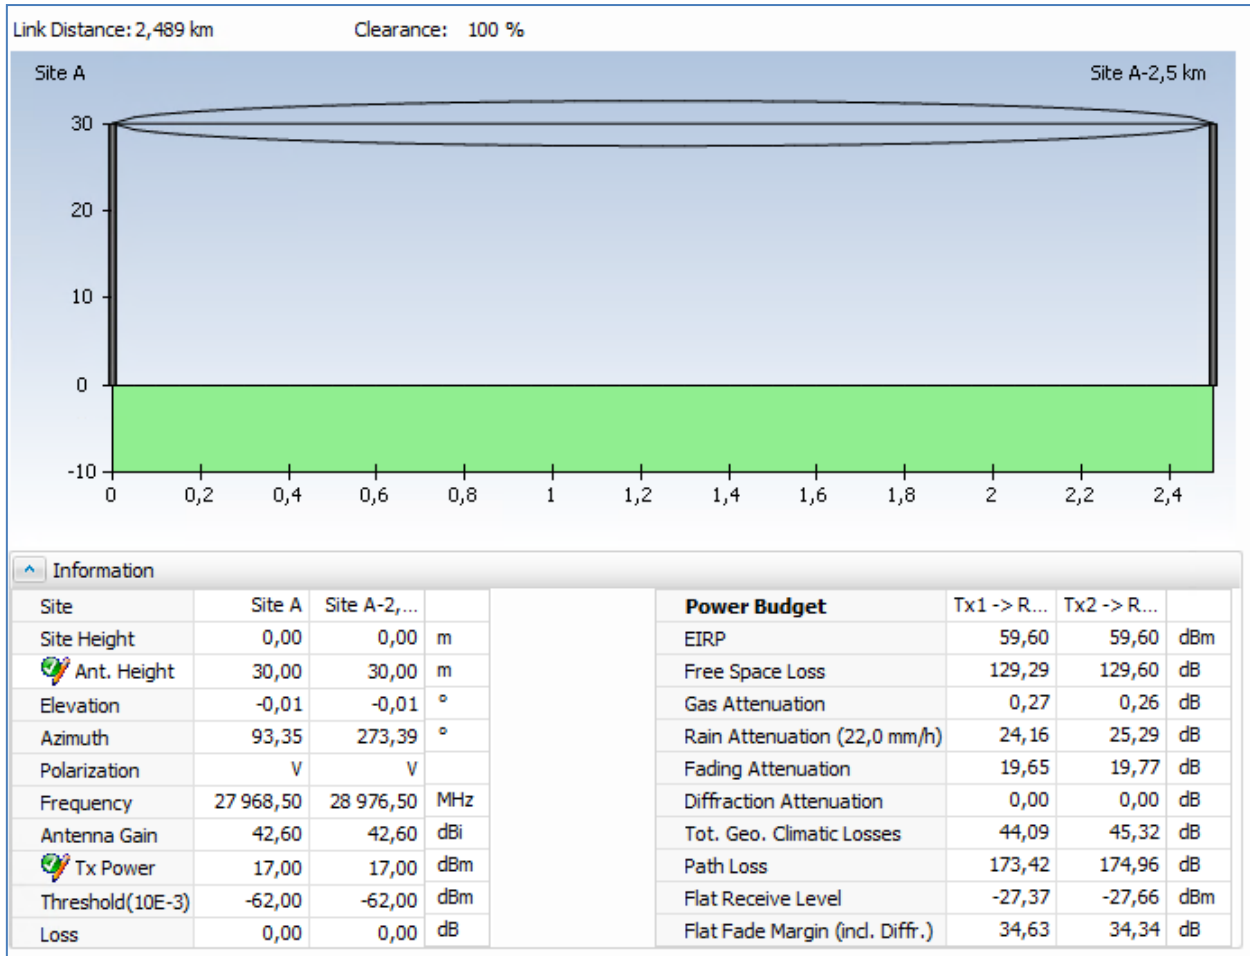 Link Distance: 2,489 km Clearance: 100 %
Site A Site A-2,5 km
30
20
10
0
-10
0 0,2 0,4 0,6 0,8 1 1,2 1,4 1,6 1,8 2 2,2 2,4
Information
Site Site A Site A-2,...
Site Height 0,00 0,00 m
Ant. Height 30,00 30,00 m
Elevation -0,01 -0,01 °
Azimuth 93,35 273,39 °
Polarization V V
Frequency 27 968,50 28 976,50 MHz
Antenna Gain 42,60 42,60 dBi
Tx Power 17,00 17,00 dBm
Threshold(10E-3) -62,00 -62,00 dBm
Loss 0,00 0,00 dB
Power Budget Tx1 -> R... Tx2 -> R...
EIRP 59,60 59,60 dBm
Free Space Loss 129,29 129,60 dB
Gas Attenuation 0,27 0,26 dB
Rain Attenuation (22,0 mm/h) 24,16 25,29 dB
Fading Attenuation 19,65 19,77 dB
Diffraction Attenuation 0,00 0,00 dB
Tot. Geo. Climatic Losses 44,09 45,32 dB
Path Loss 173,42 174,96 dB
Flat Receive Level -27,37 -27,66 dBm
Flat Fade Margin (incl. Diffr.) 34,63 34,34 dB